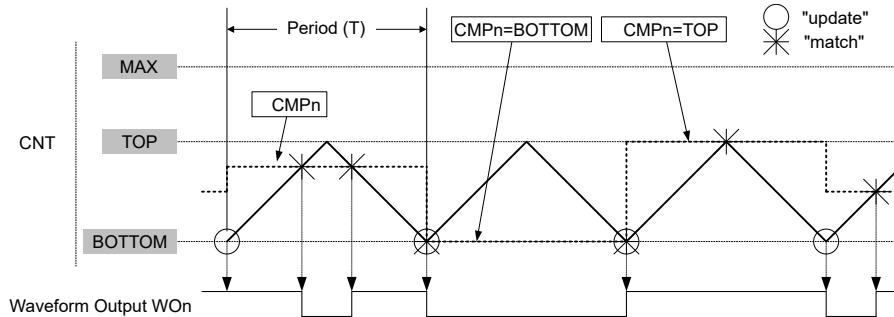 Period (T)
CMPn=BOTTOM
CMPn=TOP
"update"
"match"
MAX
CMPn
CNT
TOP
BOTTOM
Waveform Output WOn